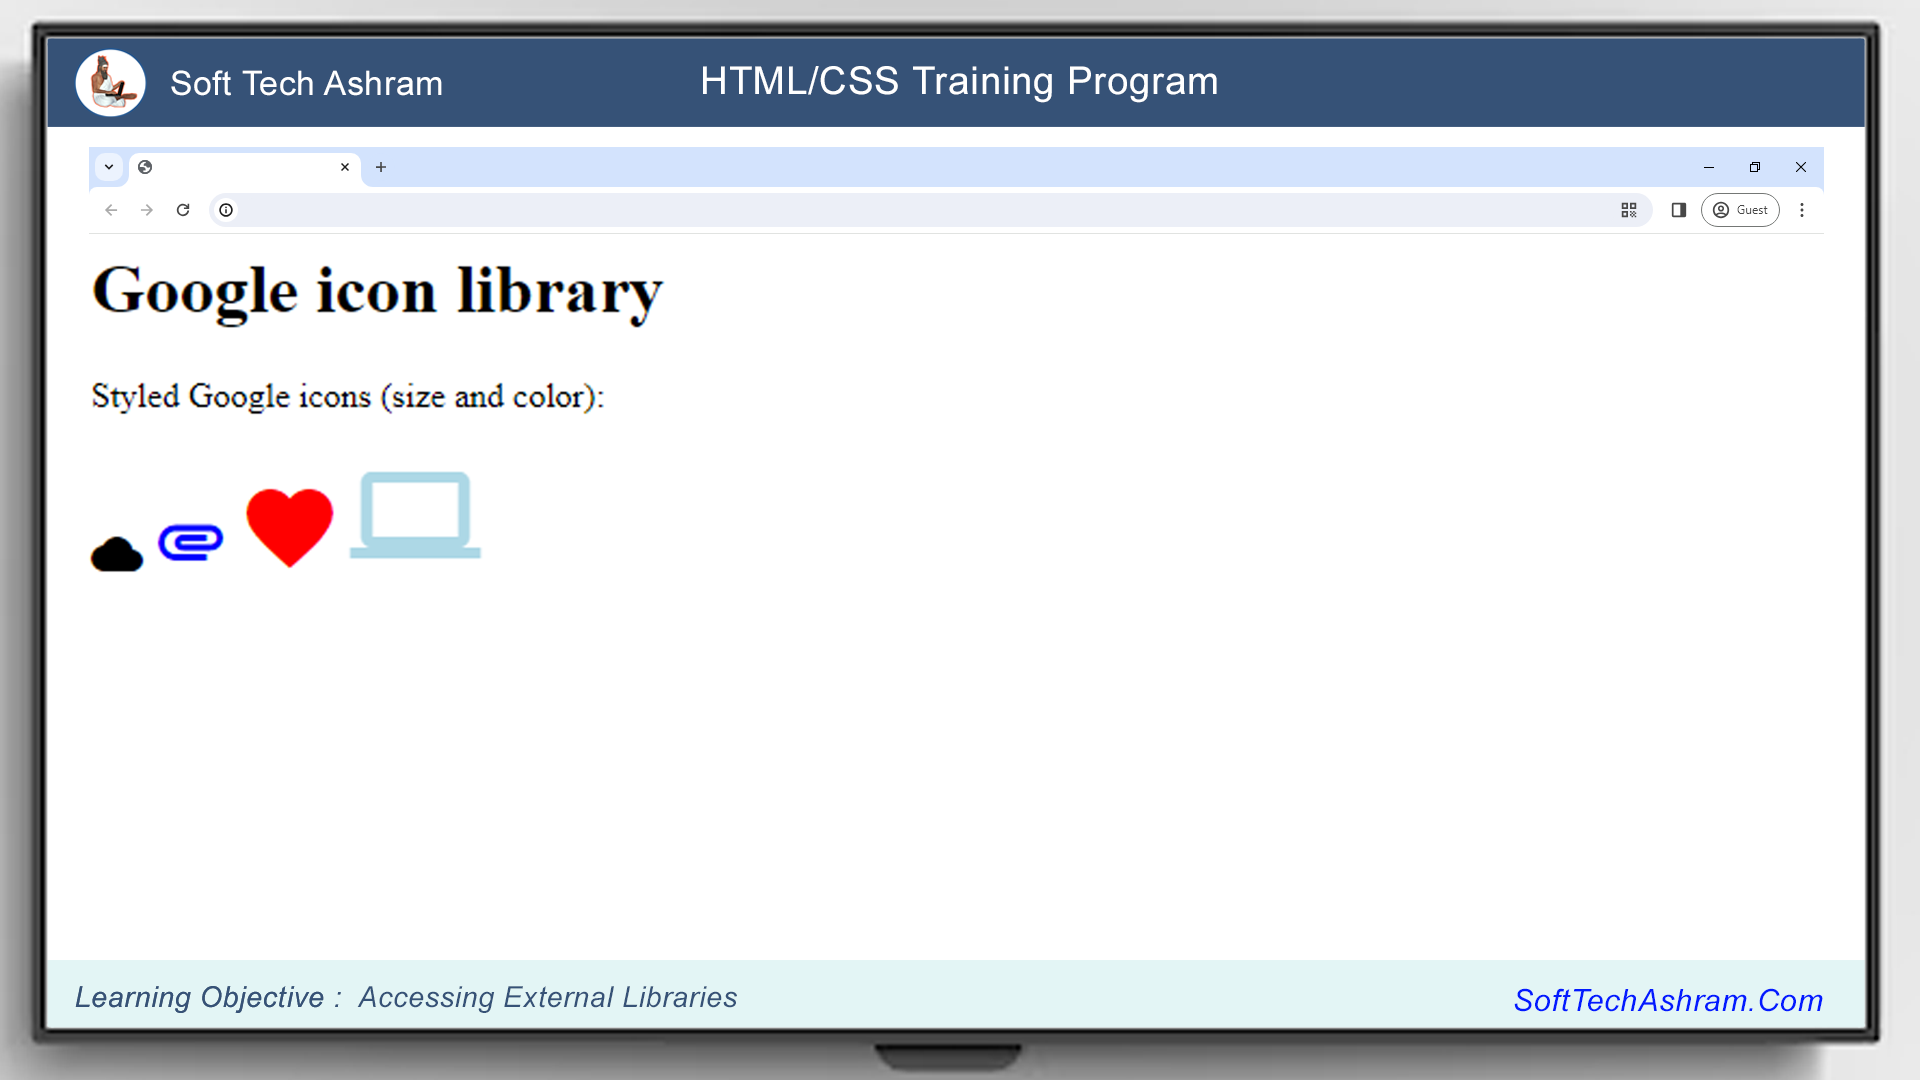 Soft Tech Ashram
HTML/CSS Training Program
Guest
Google icon library
Styled Google icons (size and color):
Learning Objective :  Accessing External Libraries
SoftTechAshram.Com